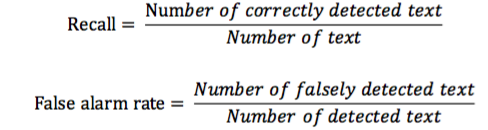 Recall = Number of correctly detected text / Number of text
False alarm rate = Number of falsely detected text / Number of detected text